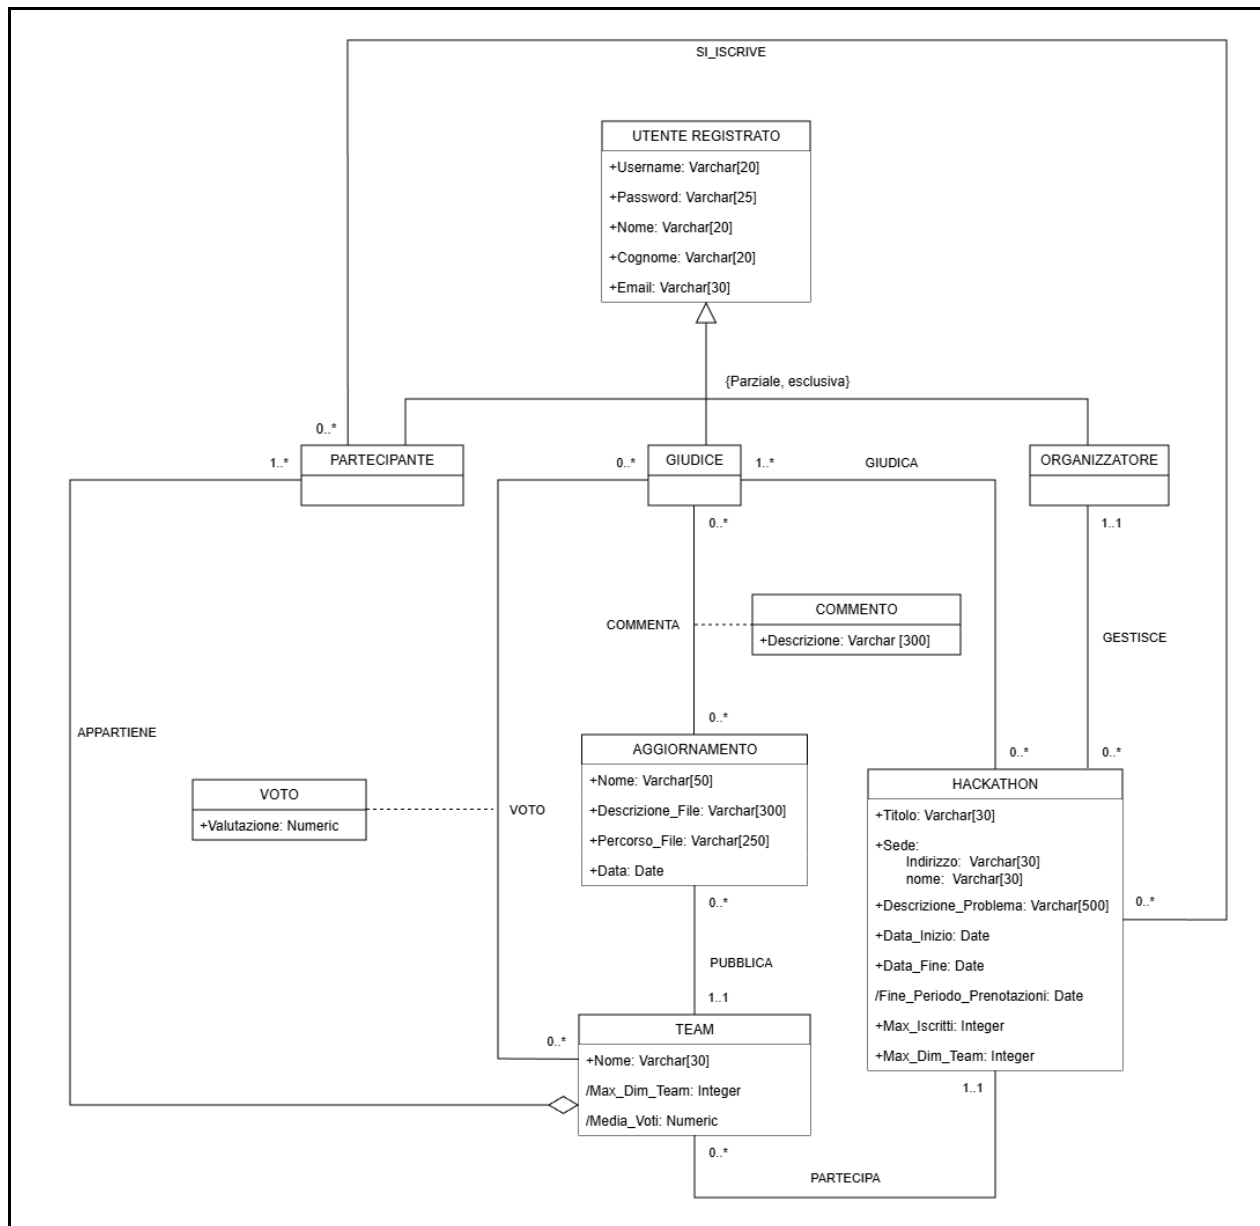 SI_ISCRIVE
UTENTE REGISTRATO
+Username: Varchar[20]
+Password: Varchar[25]
+Nome: Varchar[20]
+Cognome: Varchar[20]
+Email: Varchar[30]
{Parziale, esclusiva}
0..*
1..*
PARTECIPANTE
0..*
GIUDICE
1..*
GIUDICA
ORGANIZZATORE
0..*
1..1
COMMENTO
+Descrizione: Varchar [300]
COMMENTA
GESTISCE
0..*
APPARTIENE
AGGIORNAMENTO
+Nome: Varchar[50]
+Descrizione_File: Varchar[300]
+Percorso_File: Varchar[250]
+Data: Date
0..*
0..*
HACKATHON
+Titolo: Varchar[30]
+Sede:
Indirizzo: Varchar[30]
nome: Varchar[30]
+Descrizione_Problema: Varchar[500]
+Data_Inizio: Date
+Data_Fine: Date
/Fine_Periodo_Prenotazioni: Date
+Max_Iscritti: Integer
+Max_Dim_Team: Integer
0..*
VOTO
+Valutazione: Numeric
VOTO
0..*
PUBBLICA
1..1
TEAM
+Nome: Varchar[30]
/Max_Dim_Team: Integer
/Media_Voti: Numeric
0..*
1..1
0..*
PARTECIPA